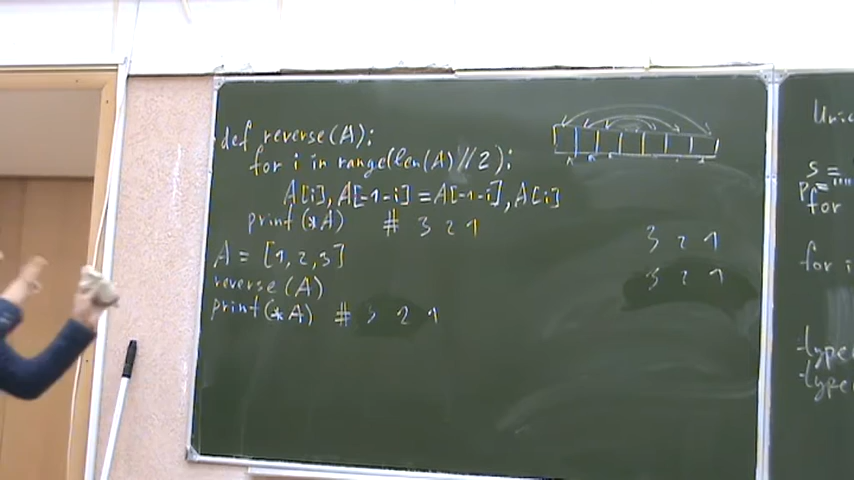 def reverse(A):
for i in range(len(A)//2):
A[i], A[-1-i] = A[-1-i], A[i]
print(*A) # 3 2 1
A = [1, 2, 3]
reverse(A)
print(*A) # 3 2 1
3 2 1
3 2 1
s = "...
for
for i
type
type